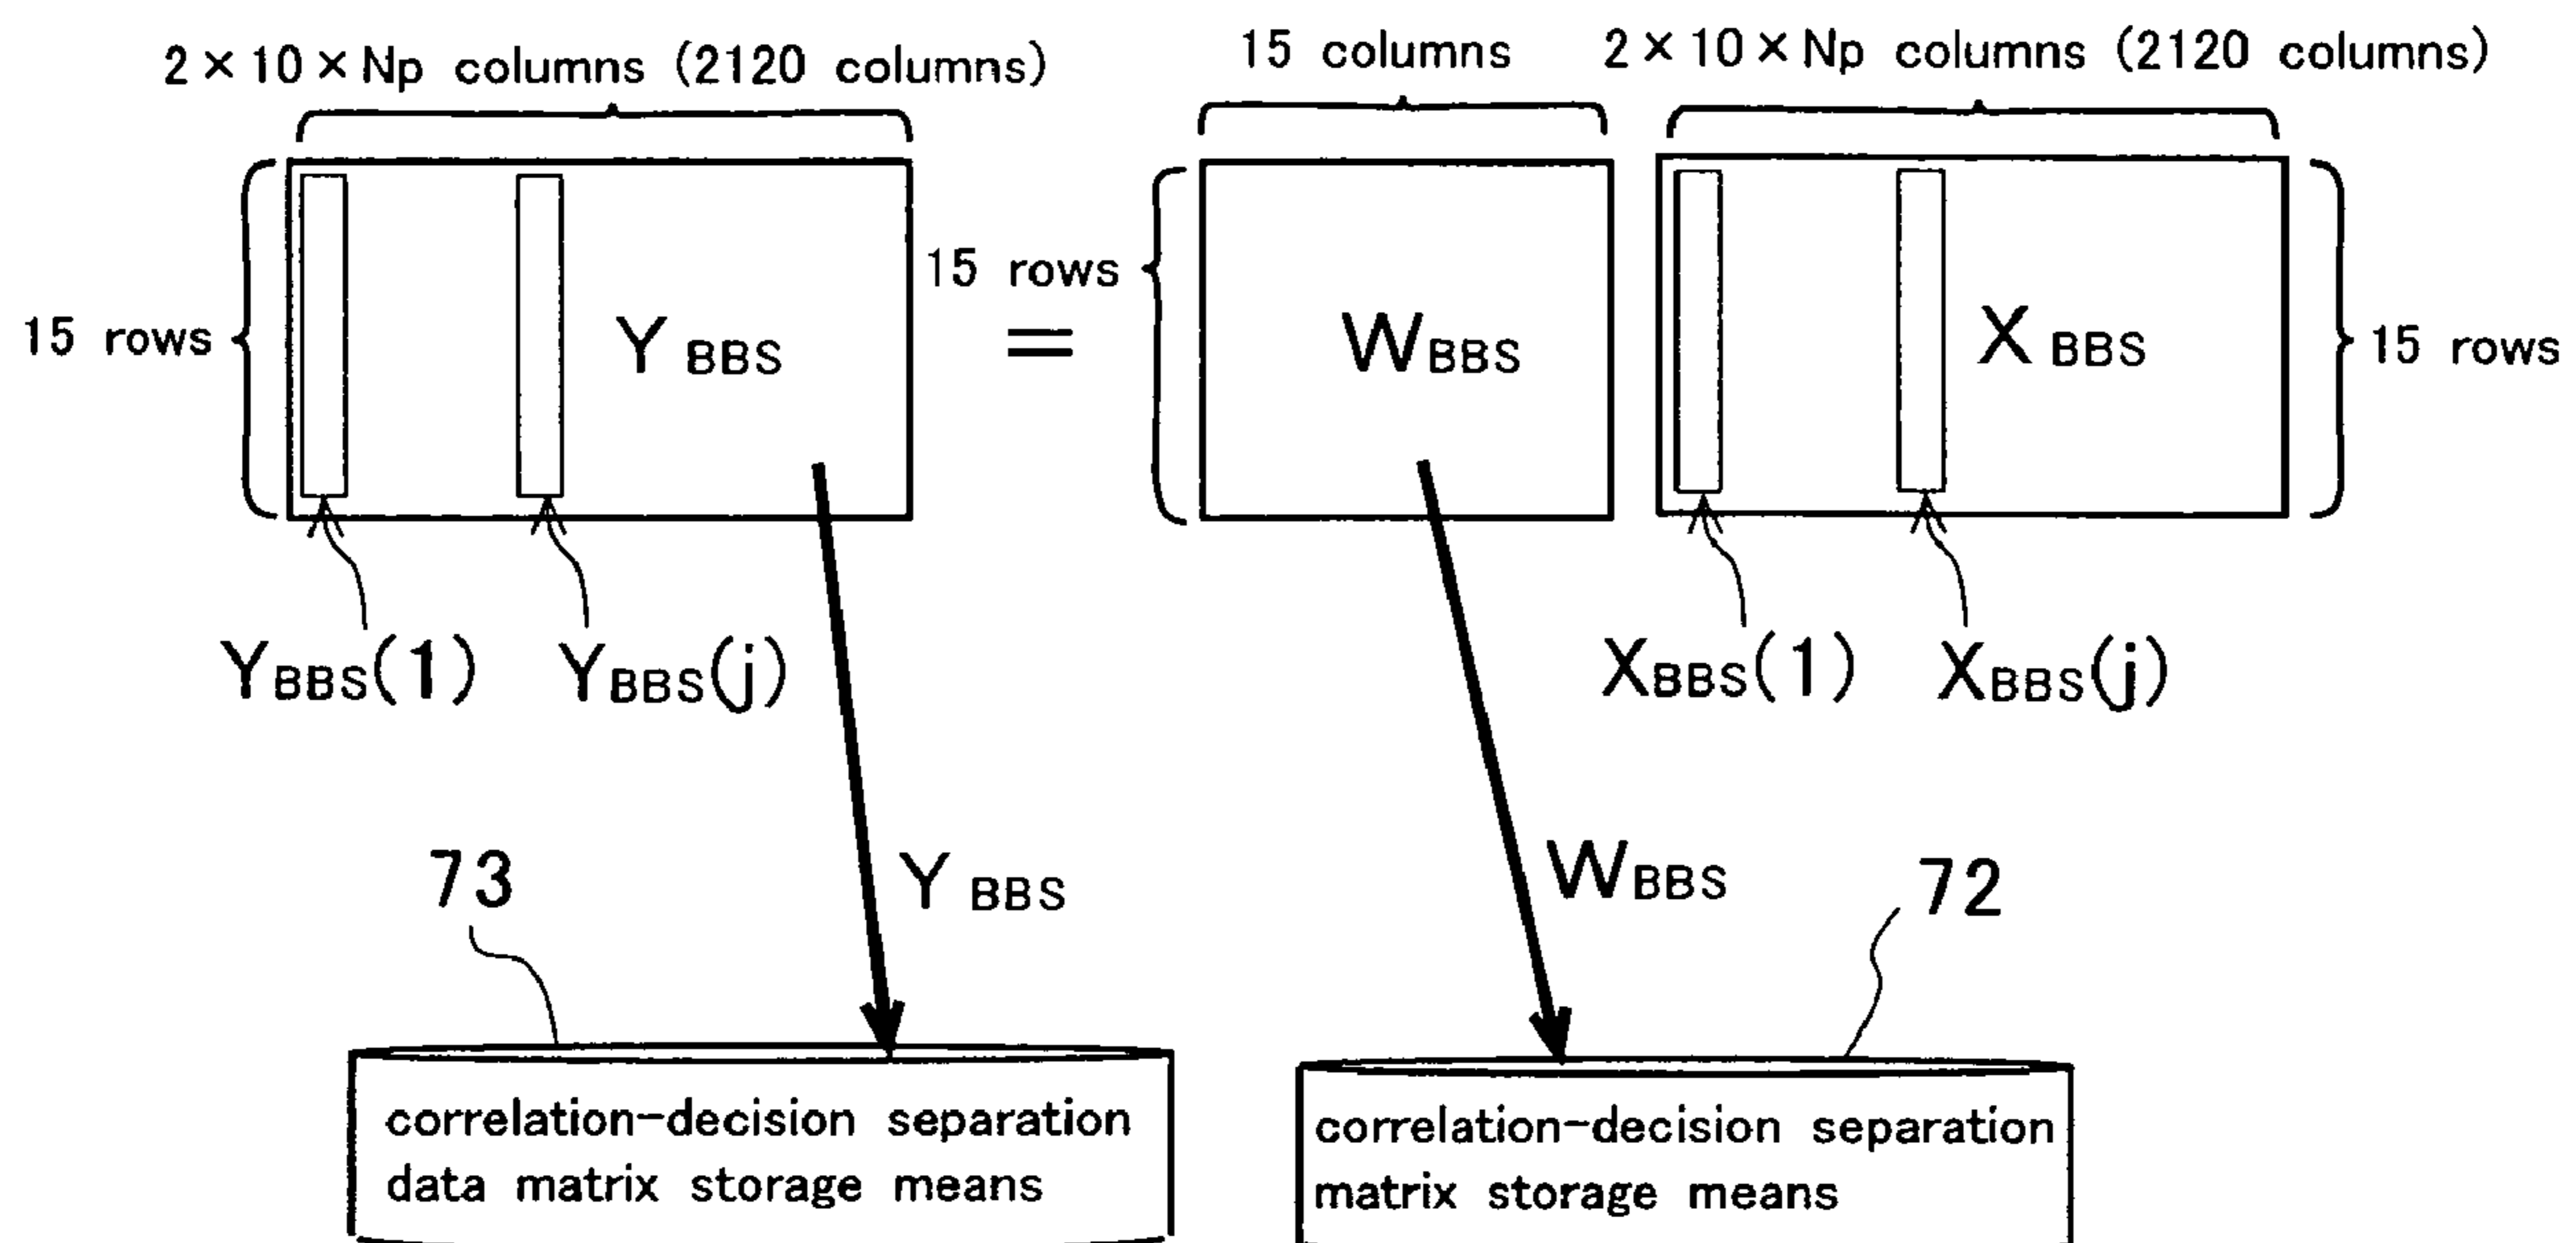 2×10×Np columns (2120 columns)
15 columns
2×10×Np columns (2120 columns)
15 rows
Y BBS
=
15 rows
WBBS
X BBS
15 rows
YBBS(1)
YBBS(j)
XBBS(1)
XBBS(j)
73
Y BBS
WBBS
72
correlation-decision separation
data matrix storage means
correlation-decision separation
matrix storage means